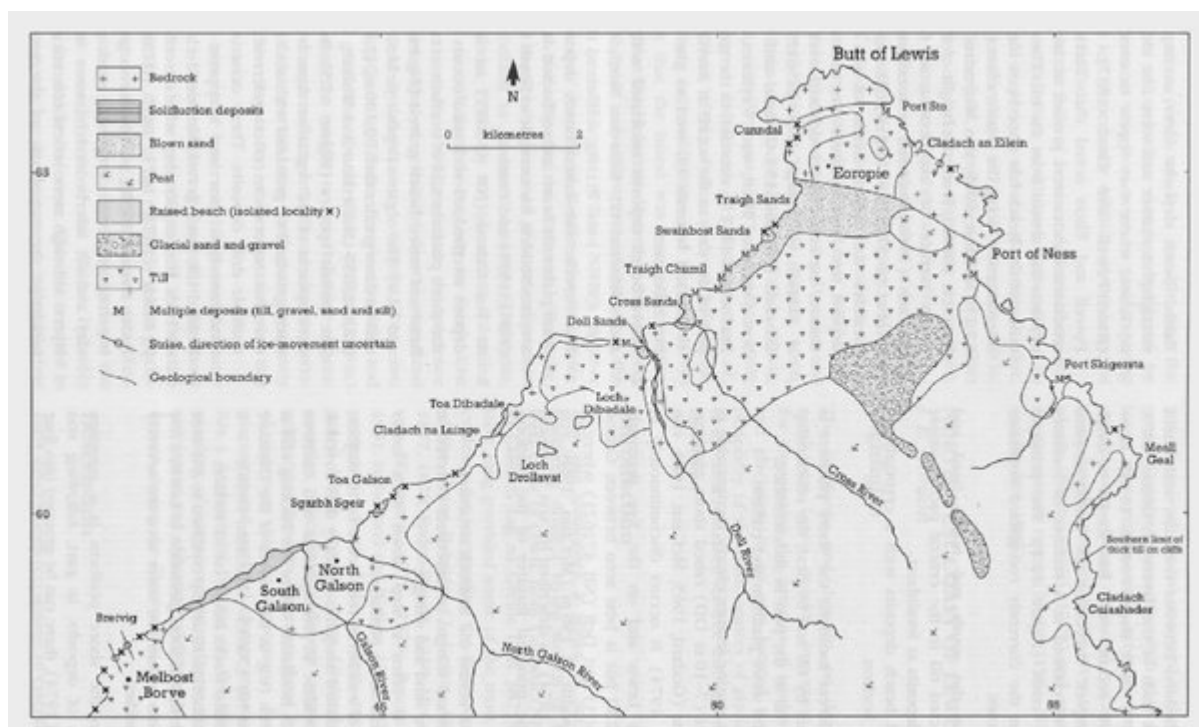 Bedrock
Solifluction deposits
Blown sand
Peat
Raised beach (isolated locality x)
Glacial sand and gravel
Till
M Multiple deposits (till, gravel, sand and silt)
Striae, direction of ice-movement uncertain
Geological boundary
N
0 kilometres 2
Butt of Lewis
Port Sto
Cunndal
Cladach an Eilein
63
Eoropie
Traigh Sands
Swainbost Sands
Port of Ness
Traigh Chumil
Cross Sands
Dell Sands
Port Skigersta
Toa Dibadale
Loch
Dibadale
Cladach na Luinge
Meall
Geal
Loch
Drollavat
Toa Galson
Cross River
Sgarbh Sgeir
60
Dell River
Southern limit of
thick till on cliffs
North
Galson
South
Galson
Cladach
Cuiashader
Breivig
Galson River
North Galson River
Melbost
Borve
45